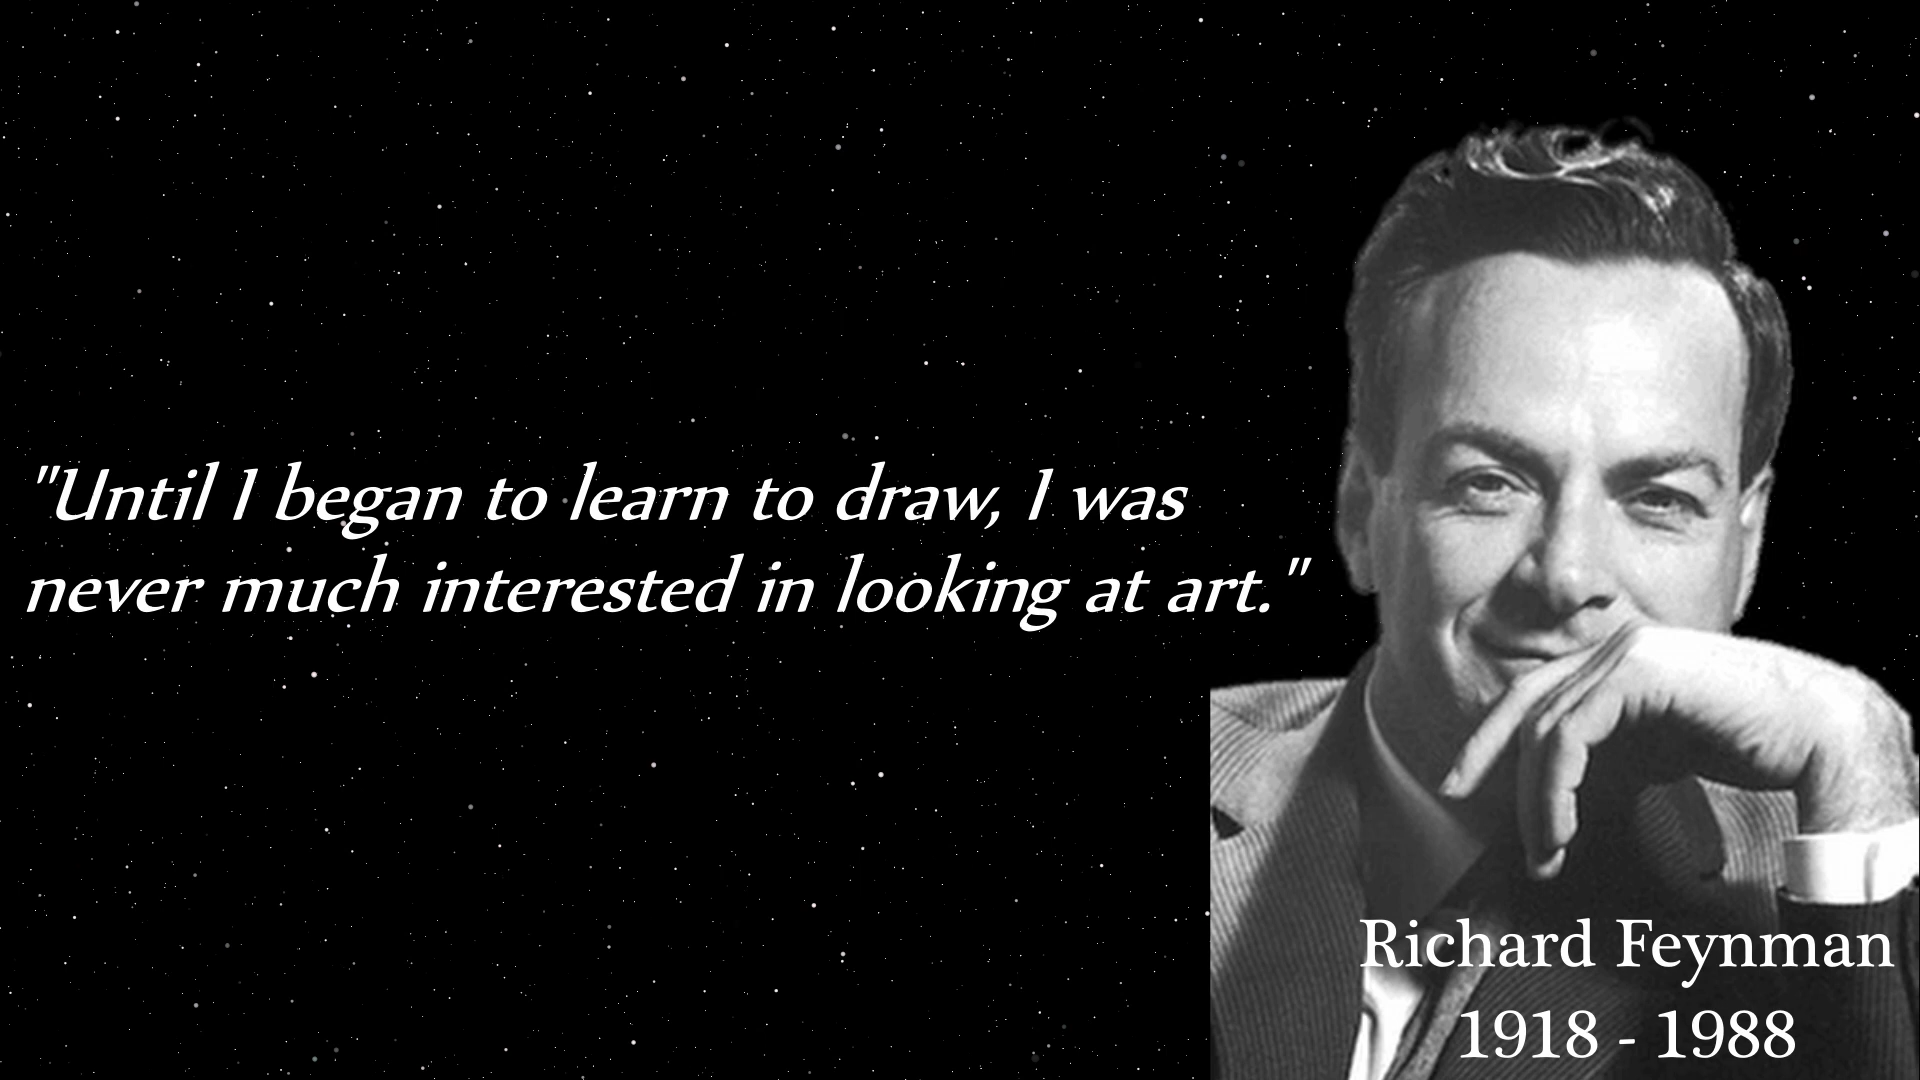 "Until I began to learn to draw, I was
never much interested in looking at art."
Richard Feynman
1918 - 1988